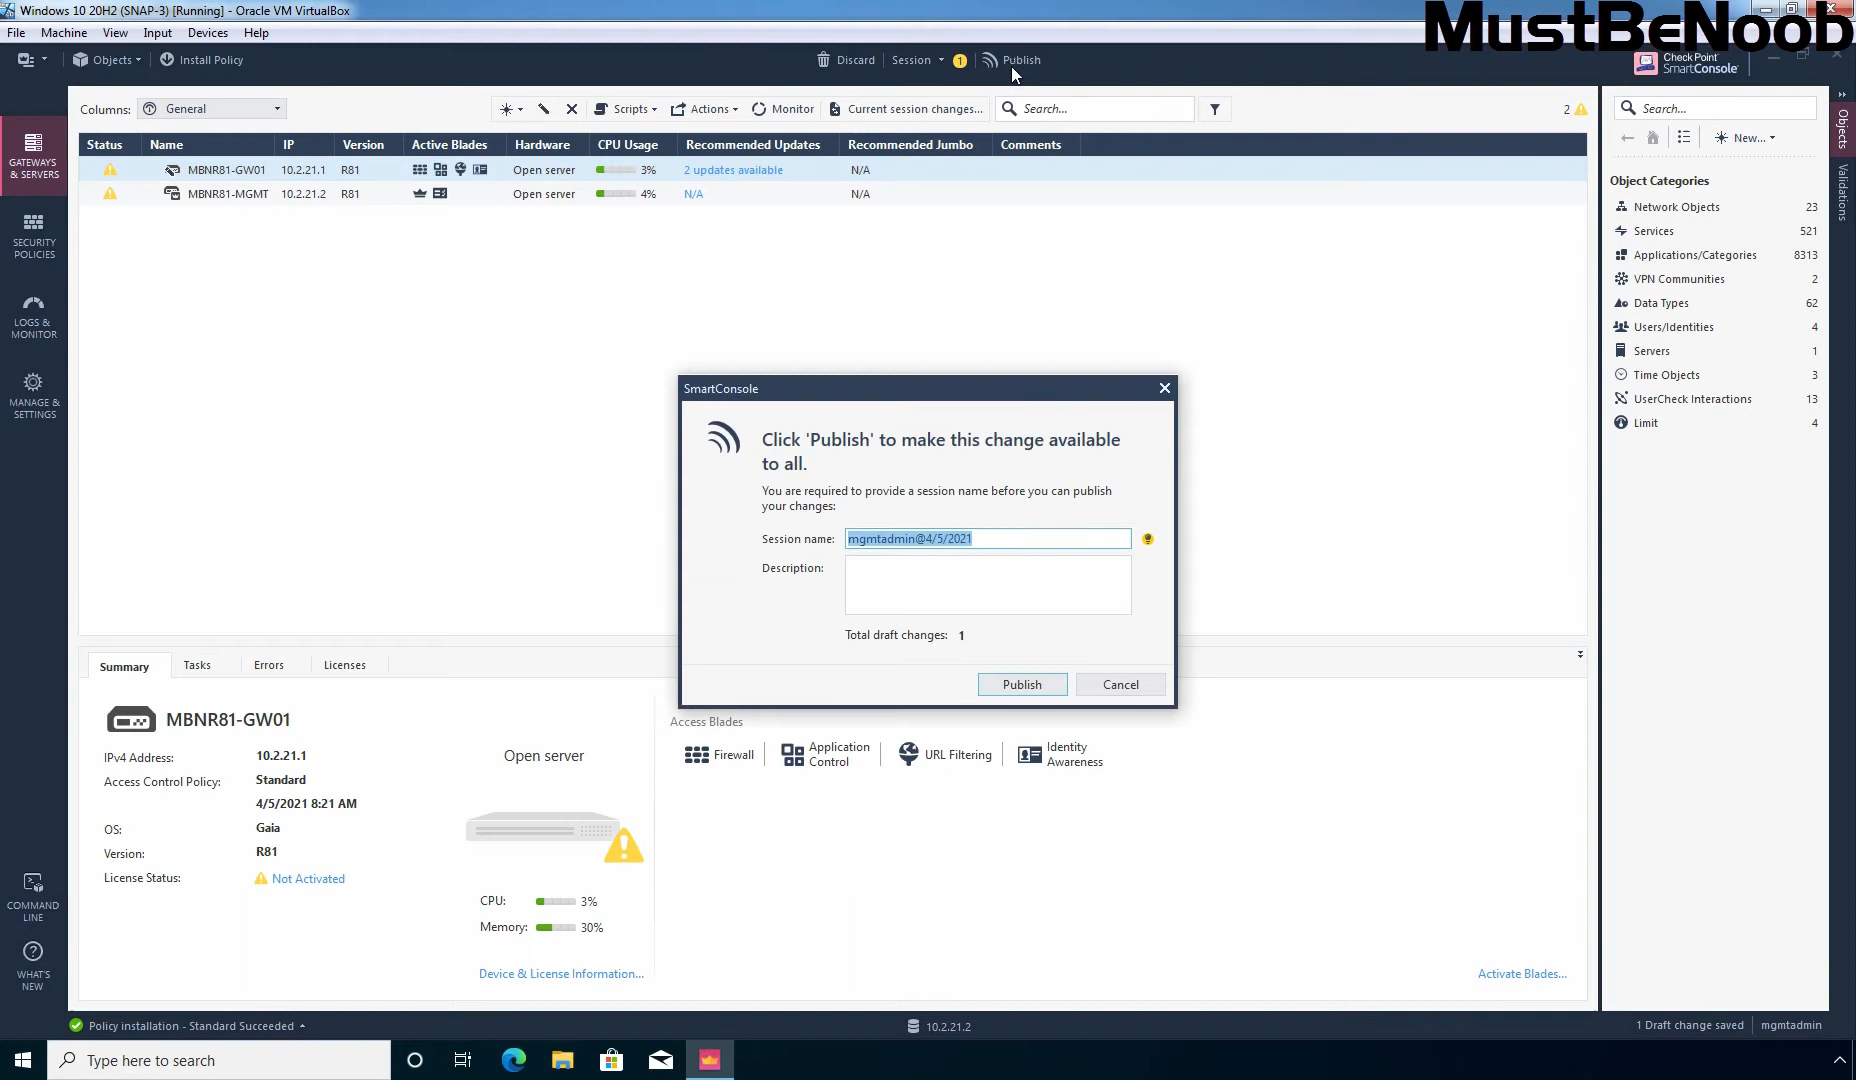 Windows 10 20H2 (SNAP-3) [Running] - Oracle VM VirtualBox
MustBeNoob
File Machine View Input Devices Help
Objects Install Policy Discard Session 1 Publish
Check Point
SmartConsole
Columns: General Scripts Actions Monitor Current session changes... Search... 2
Status Name IP Version Active Blades Hardware CPU Usage Recommended Updates Recommended Jumbo Comments
MBNR81-GW01 10.2.21.1 R81 Open server 3% 2 updates available N/A
MBNR81-MGMT 10.2.21.2 R81 Open server 4% N/A N/A
GATEWAYS
& SERVERS
SECURITY
POLICIES
LOGS &
MONITOR
MANAGE &
SETTINGS
COMMAND
LINE
WHAT'S
NEW
SmartConsole
Click 'Publish' to make this change available
to all.
You are required to provide a session name before you can publish
your changes:
Session name: mgmtadmin@4/5/2021
Description:
Total draft changes: 1
Publish Cancel
Summary Tasks Errors Licenses
MBNR81-GW01
IPv4 Address: 10.2.21.1
Access Control Policy: Standard
4/5/2021 8:21 AM
OS: Gaia
Version: R81
License Status: Not Activated
Open server
CPU: 3%
Memory: 30%
Device & License Information...
Access Blades
Firewall
Application
Control
URL Filtering
Identity
Awareness
Activate Blades...
Search...
New...
Object Categories
Network Objects 23
Services 521
Applications/Categories 8313
VPN Communities 2
Data Types 62
Users/Identities 4
Servers 1
Time Objects 3
UserCheck Interactions 13
Limit 4
Objects
Validations
Policy installation - Standard Succeeded 10.2.21.2 1 Draft change saved mgmtadmin
Type here to search